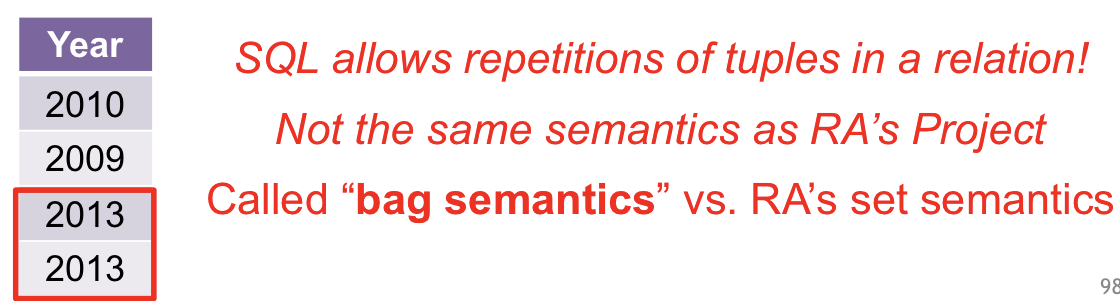 Year
2010
2009
2013
2013
SQL allows repetitions of tuples in a relation!
Not the same semantics as RA’s Project
Called “bag semantics” vs. RA’s set semantics
98